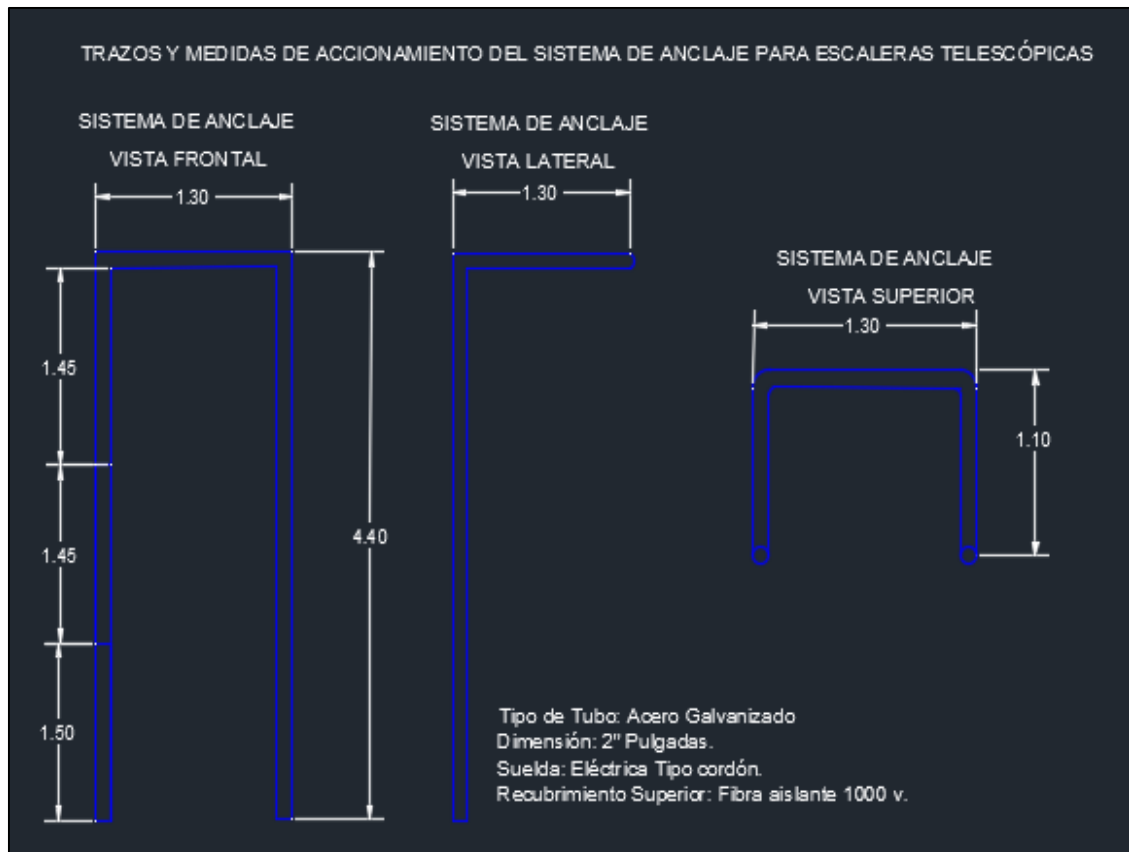 TRAZOS Y MEDIDAS DE ACCIONAMIENTO DEL SISTEMA DE ANCLAJE PARA ESCALERAS TELESCÓPICAS
SISTEMA DE ANCLAJE
VISTA FRONTAL
1.30
1.45
1.45
1.50
4.40
SISTEMA DE ANCLAJE
VISTA LATERAL
1.30
SISTEMA DE ANCLAJE
VISTA SUPERIOR
1.30
1.10
Tipo de Tubo: Acero Galvanizado
Dimensión: 2" Pulgadas.
Suelda: Eléctrica Tipo cordón.
Recubrimiento Superior: Fibra aislante 1000 v.